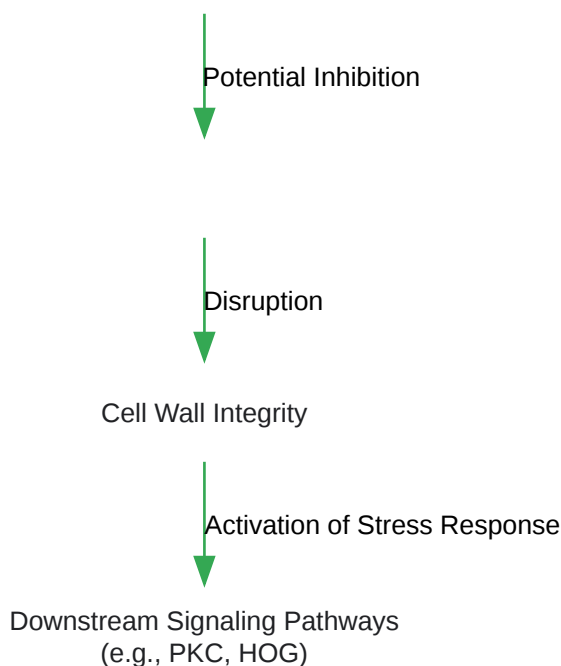 Potential Inhibition
Disruption
Cell Wall Integrity
Activation of Stress Response
Downstream Signaling Pathways
(e.g., PKC, HOG)